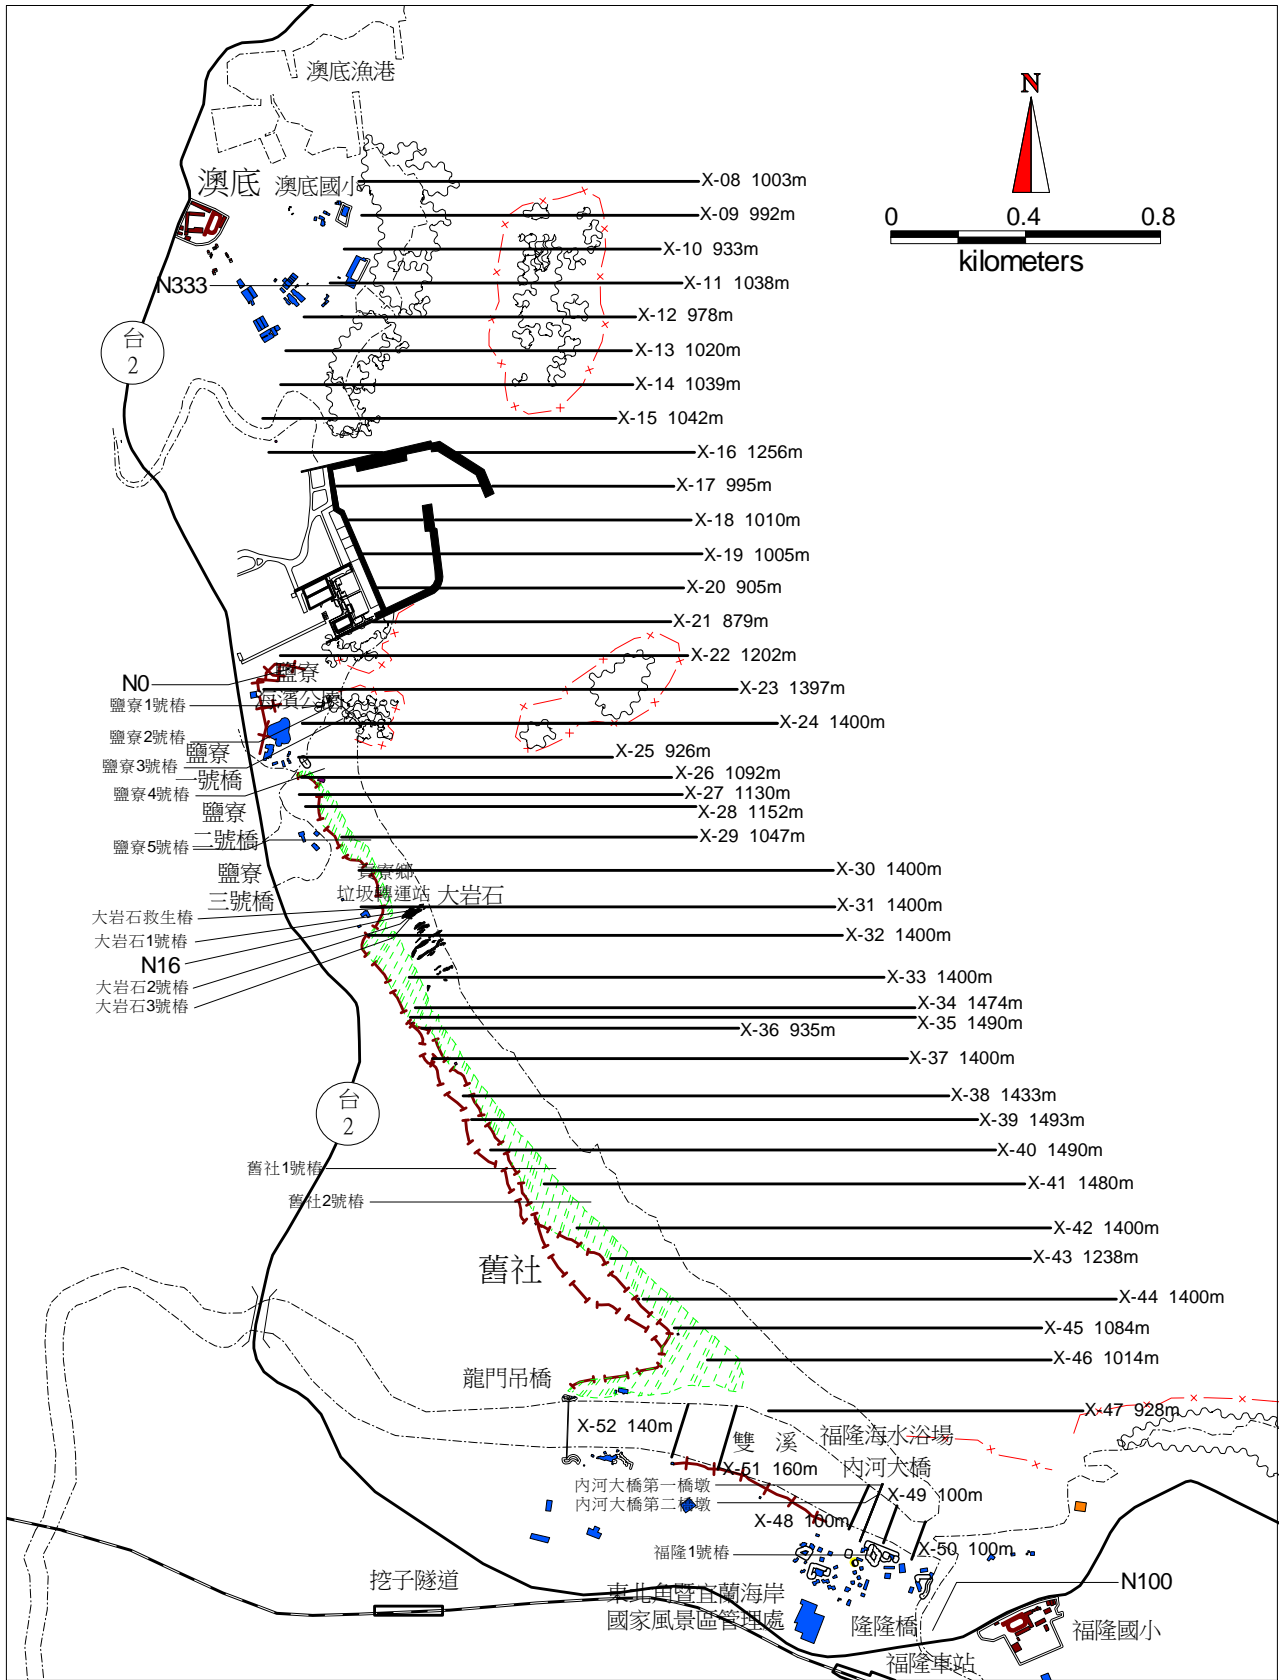 澳底漁港
N
澳底
澳底國小
X-08 1003m
X-09 992m
0 0.4 0.8
kilometers
X-10 933m
N333
X-11 1038m
X-12 978m
台
2
X-13 1020m
X-14 1039m
X-15 1042m
X-16 1256m
X-17 995m
X-18 1010m
X-19 1005m
X-20 905m
X-21 879m
X-22 1202m
鹽寮
海濱公園
N0
X-23 1397m
鹽寮1號樁
X-24 1400m
鹽寮2號樁
鹽寮
一號橋
X-25 926m
鹽寮3號樁
X-26 1092m
鹽寮4號樁
X-27 1130m
鹽寮
二號橋
X-28 1152m
X-29 1047m
鹽寮5號樁
鹽寮
三號橋
貢寮鄉
垃圾轉運站
X-30 1400m
大岩石
X-31 1400m
大岩石救生樁
大岩石1號樁
X-32 1400m
N16
X-33 1400m
大岩石2號樁
大岩石3號樁
X-34 1474m
X-35 1490m
X-36 935m
X-37 1400m
X-38 1433m
台
2
X-39 1493m
X-40 1490m
舊社1號樁
X-41 1480m
舊社2號樁
X-42 1400m
X-43 1238m
舊社
X-44 1400m
X-45 1084m
X-46 1014m
龍門吊橋
X-47 928m
X-52 140m
雙 溪
福隆海水浴場
X-51 160m
內河大橋
內河大橋第一橋墩
X-49 100m
內河大橋第二橋墩
X-48 100m
X-50 100m
福隆1號樁
挖子隧道
N100
東北角暨宜蘭海岸
國家風景區管理處
隆隆橋
福隆國小
福隆車站